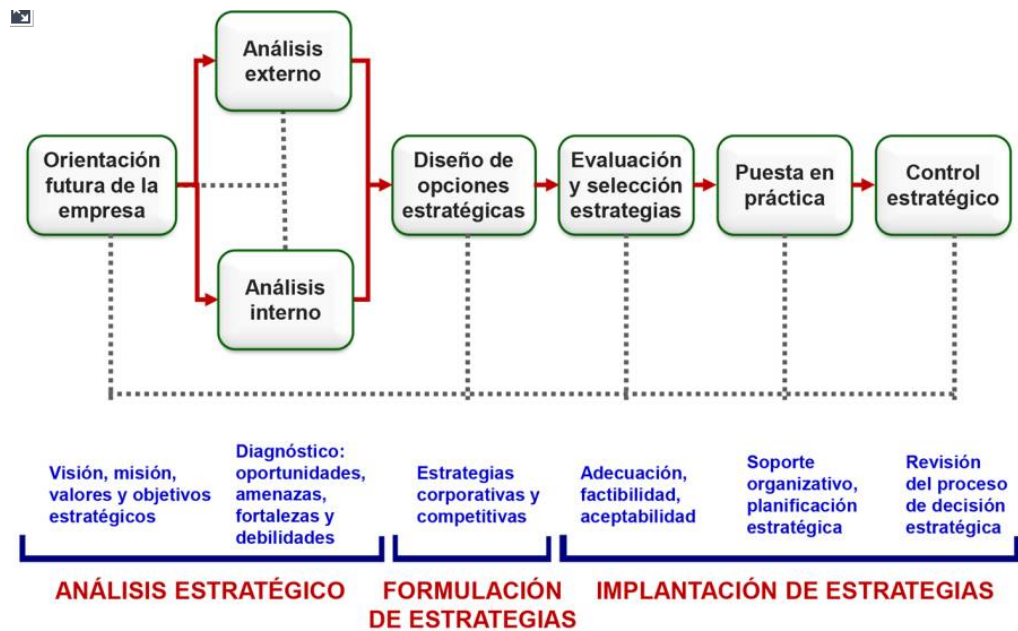 Análisis
externo
Orientación
futura de la
empresa
Análisis
interno
Diseño de
opciones
estratégicas
Evaluación
y selección
estrategias
Puesta en
práctica
Control
estratégico
Visión, misión,
valores y objetivos
estratégicos
Diagnóstico:
oportunidades,
amenazas,
fortalezas y
debilidades
Estrategias
corporativas y
competitivas
Adecuación,
factibilidad,
aceptabilidad
Soporte
organizativo,
planificación
estratégica
Revisión
del proceso
de decisión
estratégica
ANÁLISIS ESTRATÉGICO
FORMULACIÓN
DE ESTRATEGIAS
IMPLANTACIÓN DE ESTRATEGIAS